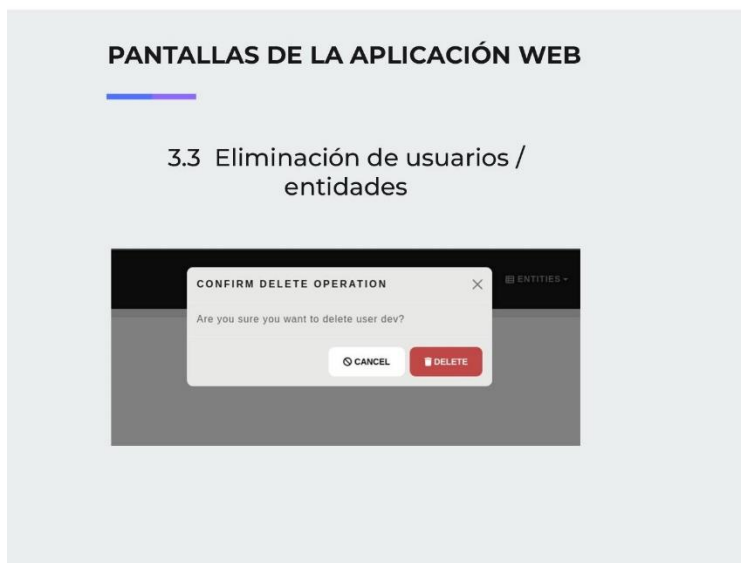 PANTALLAS DE LA APLICACIÓN WEB
3.3 Eliminación de usuarios /
entidades
CONFIRM DELETE OPERATION
ENTITIES
Are you sure you want to delete user dev?
CANCEL DELETE